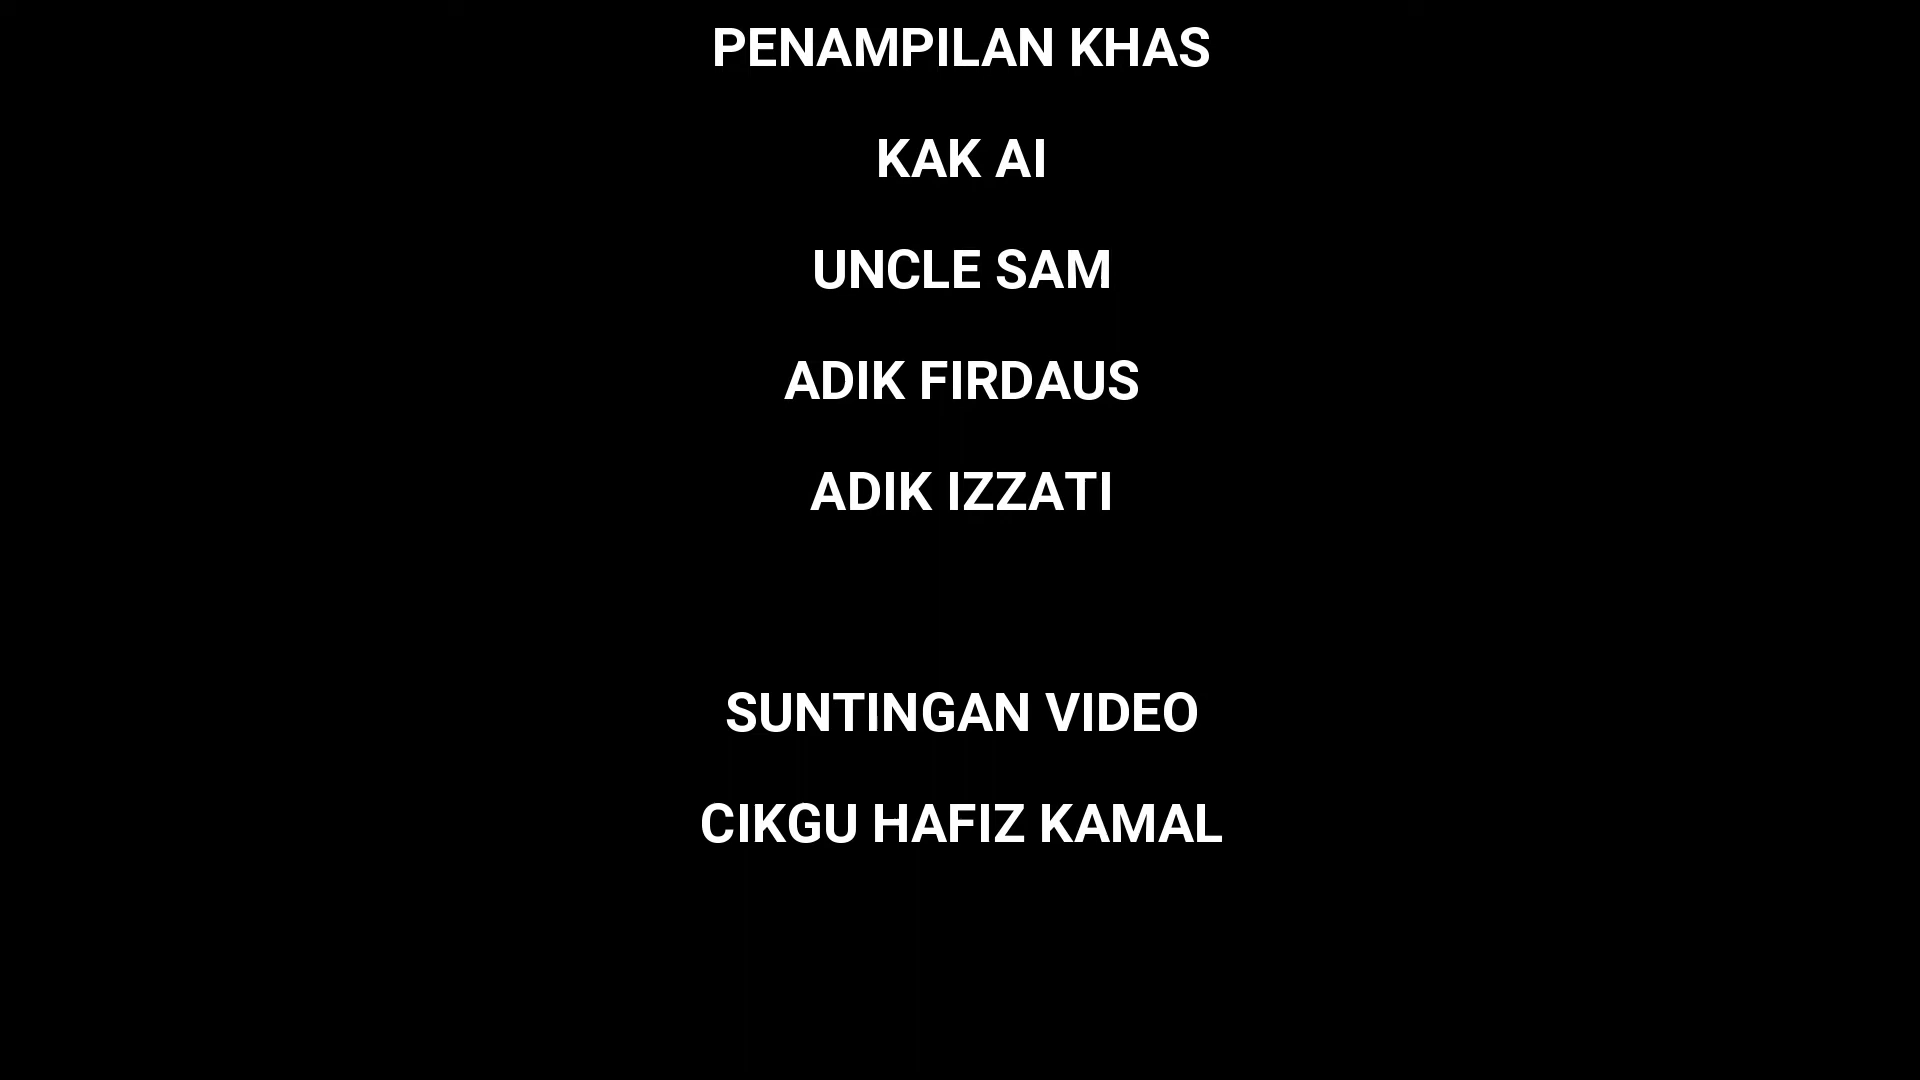 PENAMPILAN KHAS
KAK AI
UNCLE SAM
ADIK FIRDAUS
ADIK IZZATI
SUNTINGAN VIDEO
CIKGU HAFIZ KAMAL